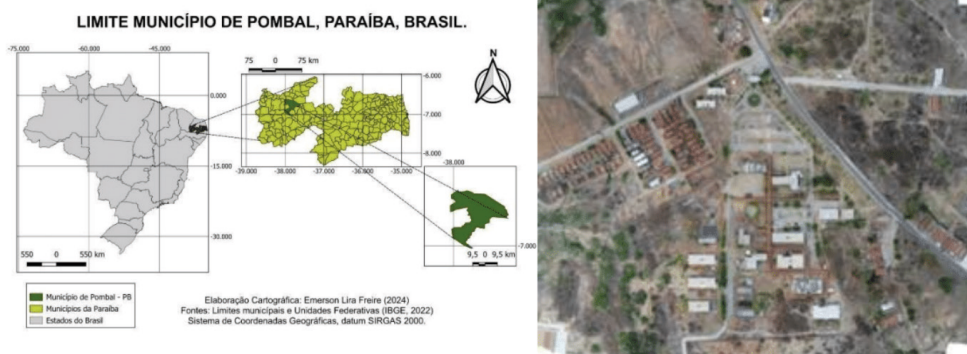 LIMITE MUNICÍPIO DE POMBAL, PARAÍBA, BRASIL.
-75.000 -60.000 -45.000
75 0 75 km
N
0.000
-15.000
-30.000
-6.000
-7.000
-8.000
-39.000 -38.000 -37.000 -36.000 -35.000
-38.000
-7.000
550 0 550 km
9,5 0 9,5 km
Município de Pombal - PB
Municípios da Paraíba
Estados do Brasil
Elaboração Cartográfica: Emerson Lira Freire (2024)
Fontes: Limites municípais e Unidades Federativas (IBGE, 2022)
Sistema de Coordenadas Geográficas, datum SIRGAS 2000.